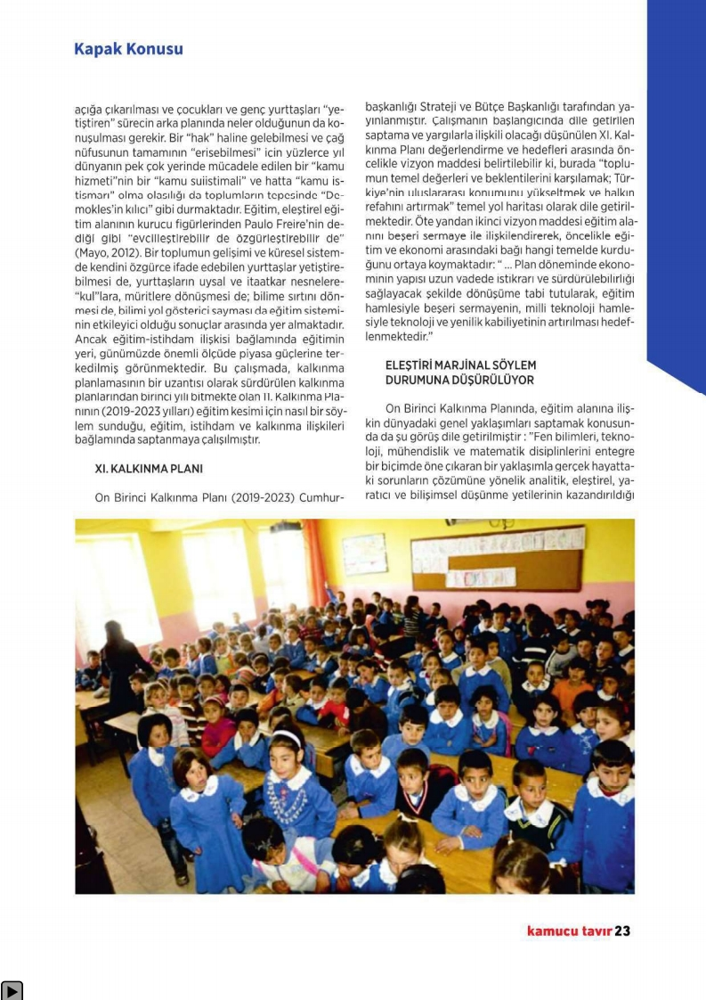 Kapak Konusu
açığa çıkarılması ve çocukları ve genç yurttaşları “ye-
tiştiren” sürecin arka planında neler olduğunun da ko-
nuşulması gerekir. Bir “hak” haline gelebilmesi ve çağ
nüfusunun tamamının “erişebilmesi” için yüzlerce yıl
dünyanın pek çok yerinde mücadele edilen bir “kamu
hizmeti”nin bir “kamu suiistimali” ve hatta “kamu is-
tismarı” olma olasılığı da toplumların tepesinde “De-
mokles’in kılıcı” gibi durmaktadır. Eğitim, eleştirel eği-
tim alanının kurucu figürlerinden Paulo Freire’nin de-
diği gibi “evcilleştirebilir de özgürleştirebilir de”
(Mayo, 2012). Bir toplumun gelişimi ve küresel sistem-
de kendini özgürce ifade edebilen yurttaşlar yetiştire-
bilmesi de, yurttaşların uysal ve itaatkar nesnelere-
“kul”lara, müritlere dönüşmesi de; bilime sırtını dön-
mesi de, bilimi yol gösterici sayması da eğitim sistemi-
nin etkileyici olduğu sonuçlar arasında yer almaktadır.
Ancak eğitim-istihdam ilişkisi bağlamında eğitimin
yeri, günümüzde önemli ölçüde piyasa güçlerine ter-
kedilmiş görünmektedir. Bu çalışmada, kalkınma
planlamasının bir uzantısı olarak sürdürülen kalkınma
planlarından birinci yılı bitmekte olan 11. Kalkınma Pla-
nının (2019-2023 yılları) eğitim kesimi için nasıl bir söy-
lem sunduğu, eğitim, istihdam ve kalkınma ilişkileri
bağlamında saptanmaya çalışılmıştır.
XI. KALKINMA PLANI
On Birinci Kalkınma Planı (2019-2023) Cumhur-
başkanlığı Strateji ve Bütçe Başkanlığı tarafından ya-
yınlanmıştır. Çalışmanın başlangıcında dile getirilen
saptama ve yargılarla ilişkili olacağı düşünülen XI. Kal-
kınma Planı değerlendirme ve hedefleri arasında ön-
celikle vizyon maddesi belirtilebilir ki, burada “toplu-
mun temel değerleri ve beklentilerini karşılamak; Tür-
kiye’nin uluslararası konumunu yükseltmek ve halkın
refahını artırmak” temel yol haritası olarak dile getiril-
mektedir. Öte yandan ikinci vizyon maddesi eğitim ala-
nını beşeri sermaye ile ilişkilendirerek, öncelikle eği-
tim ve ekonomi arasındaki bağı hangi temelde kurdu-
ğunu ortaya koymaktadır: “ ... Plan döneminde ekono-
minin yapısı uzun vadede istikrarı ve sürdürülebilirliği
sağlayacak şekilde dönüşüme tabi tutularak, eğitim
hamlesiyle beşeri sermayenin, milli teknoloji hamle-
siyle teknoloji ve yenilik kabiliyetinin artırılması hedef-
lenmektedir.”
ELEŞTİRİ MARJİNAL SÖYLEM
DURUMUNA DÜŞÜRÜLÜYOR
On Birinci Kalkınma Planında, eğitim alanına iliş-
kin dünyadaki genel yaklaşımları saptamak konusun-
da da şu görüş dile getirilmiştir : ”Fen bilimleri, tekno-
loji, mühendislik ve matematik disiplinlerini entegre
bir biçimde öne çıkaran bir yaklaşımla gerçek hayatta-
ki sorunların çözümüne yönelik analitik, eleştirel, ya-
ratıcı ve bilişimsel düşünme yetilerinin kazandırıldığı
kamucu tavır 23